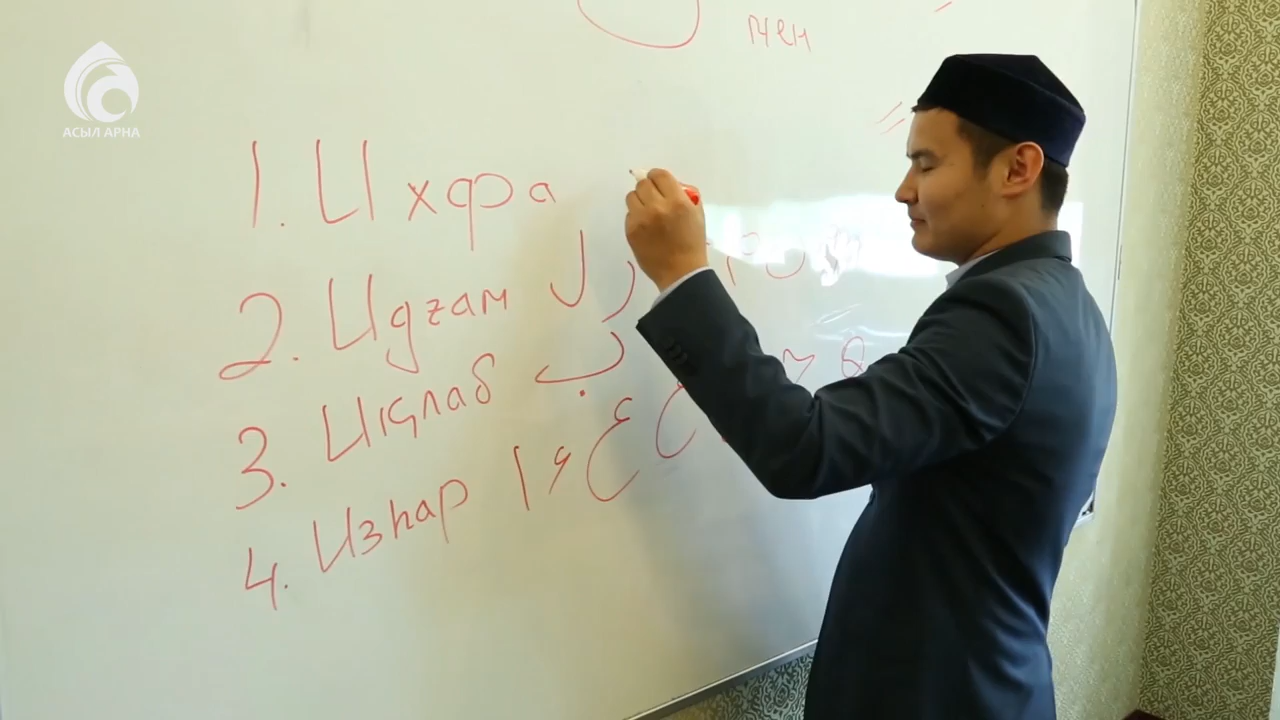 АСЫЛ АРНА
мен
1. Ихфа
2. Идғам ل ر
3. Иқлаб ب
4. Изһар ا ء ع ح